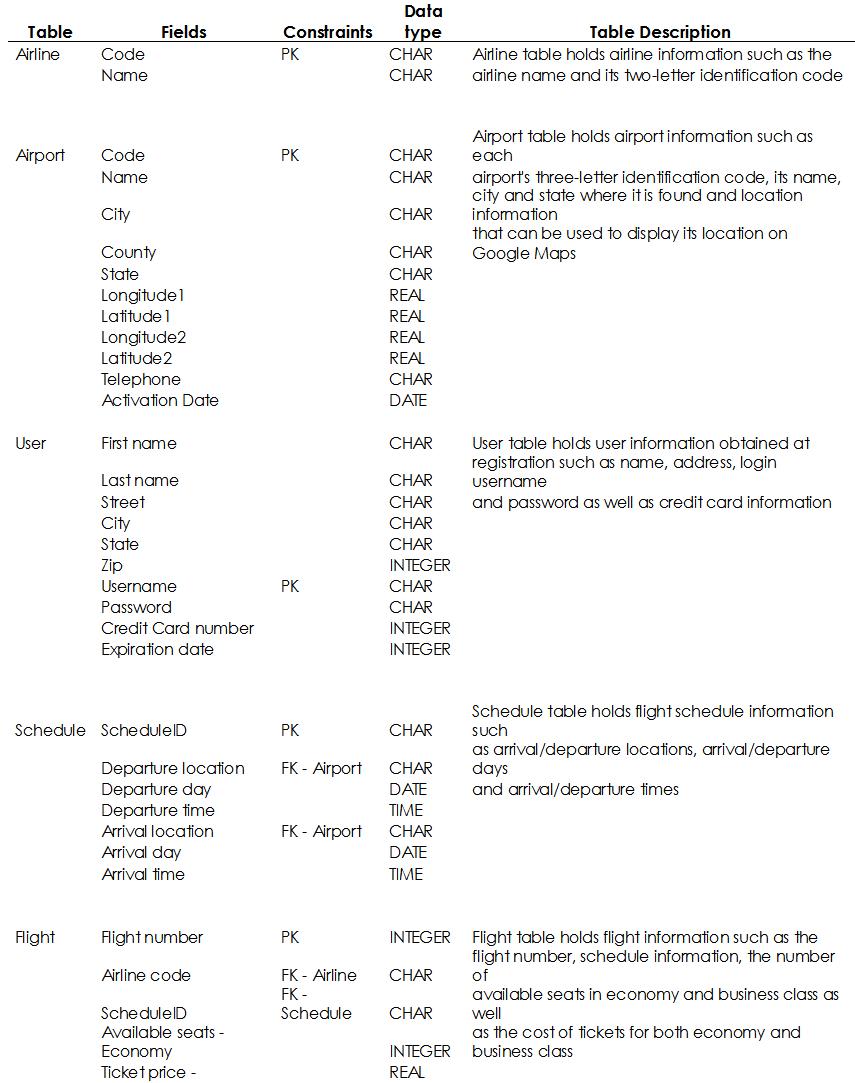 Data
Table Fields Constraints type Table Description
Airline Code PK CHAR Airline table holds airline information such as the
Name CHAR airline name and its two-letter identification code
Airport table holds airport information such as
Airport Code PK CHAR each
Name CHAR airport's three-letter identification code, its name,
city and state where it is found and location
City CHAR information
that can be used to display its location on
County CHAR Google Maps
State CHAR
Longitude1 REAL
Latitude1 REAL
Longitude2 REAL
Latitude2 REAL
Telephone CHAR
Activation Date DATE
User First name CHAR User table holds user information obtained at
registration such as name, address, login
Last name CHAR username
Street CHAR and password as well as credit card information
City CHAR
State CHAR
Zip INTEGER
Username PK CHAR
Password CHAR
Credit Card number INTEGER
Expiration date INTEGER
Schedule table holds flight schedule information
Schedule ScheduleID PK CHAR such
as arrival/departure locations, arrival/departure
Departure location FK - Airport CHAR days
Departure day DATE and arrival/departure times
Departure time TIME
Arrival location FK - Airport CHAR
Arrival day DATE
Arrival time TIME
Flight Flight number PK INTEGER Flight table holds flight information such as the
flight number, schedule information, the number
Airline code FK - Airline CHAR of
FK - available seats in economy and business class as
ScheduleID Schedule CHAR well
Available seats - as the cost of tickets for both economy and
Economy INTEGER business class
Ticket price - REAL